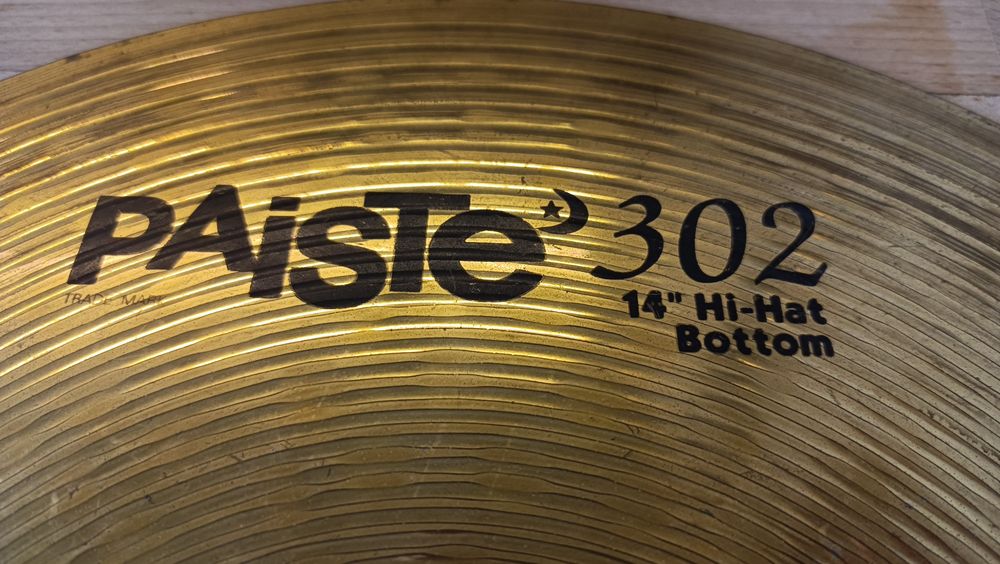 PAiSTe 302
TRADE MARK
14" Hi-Hat
Bottom